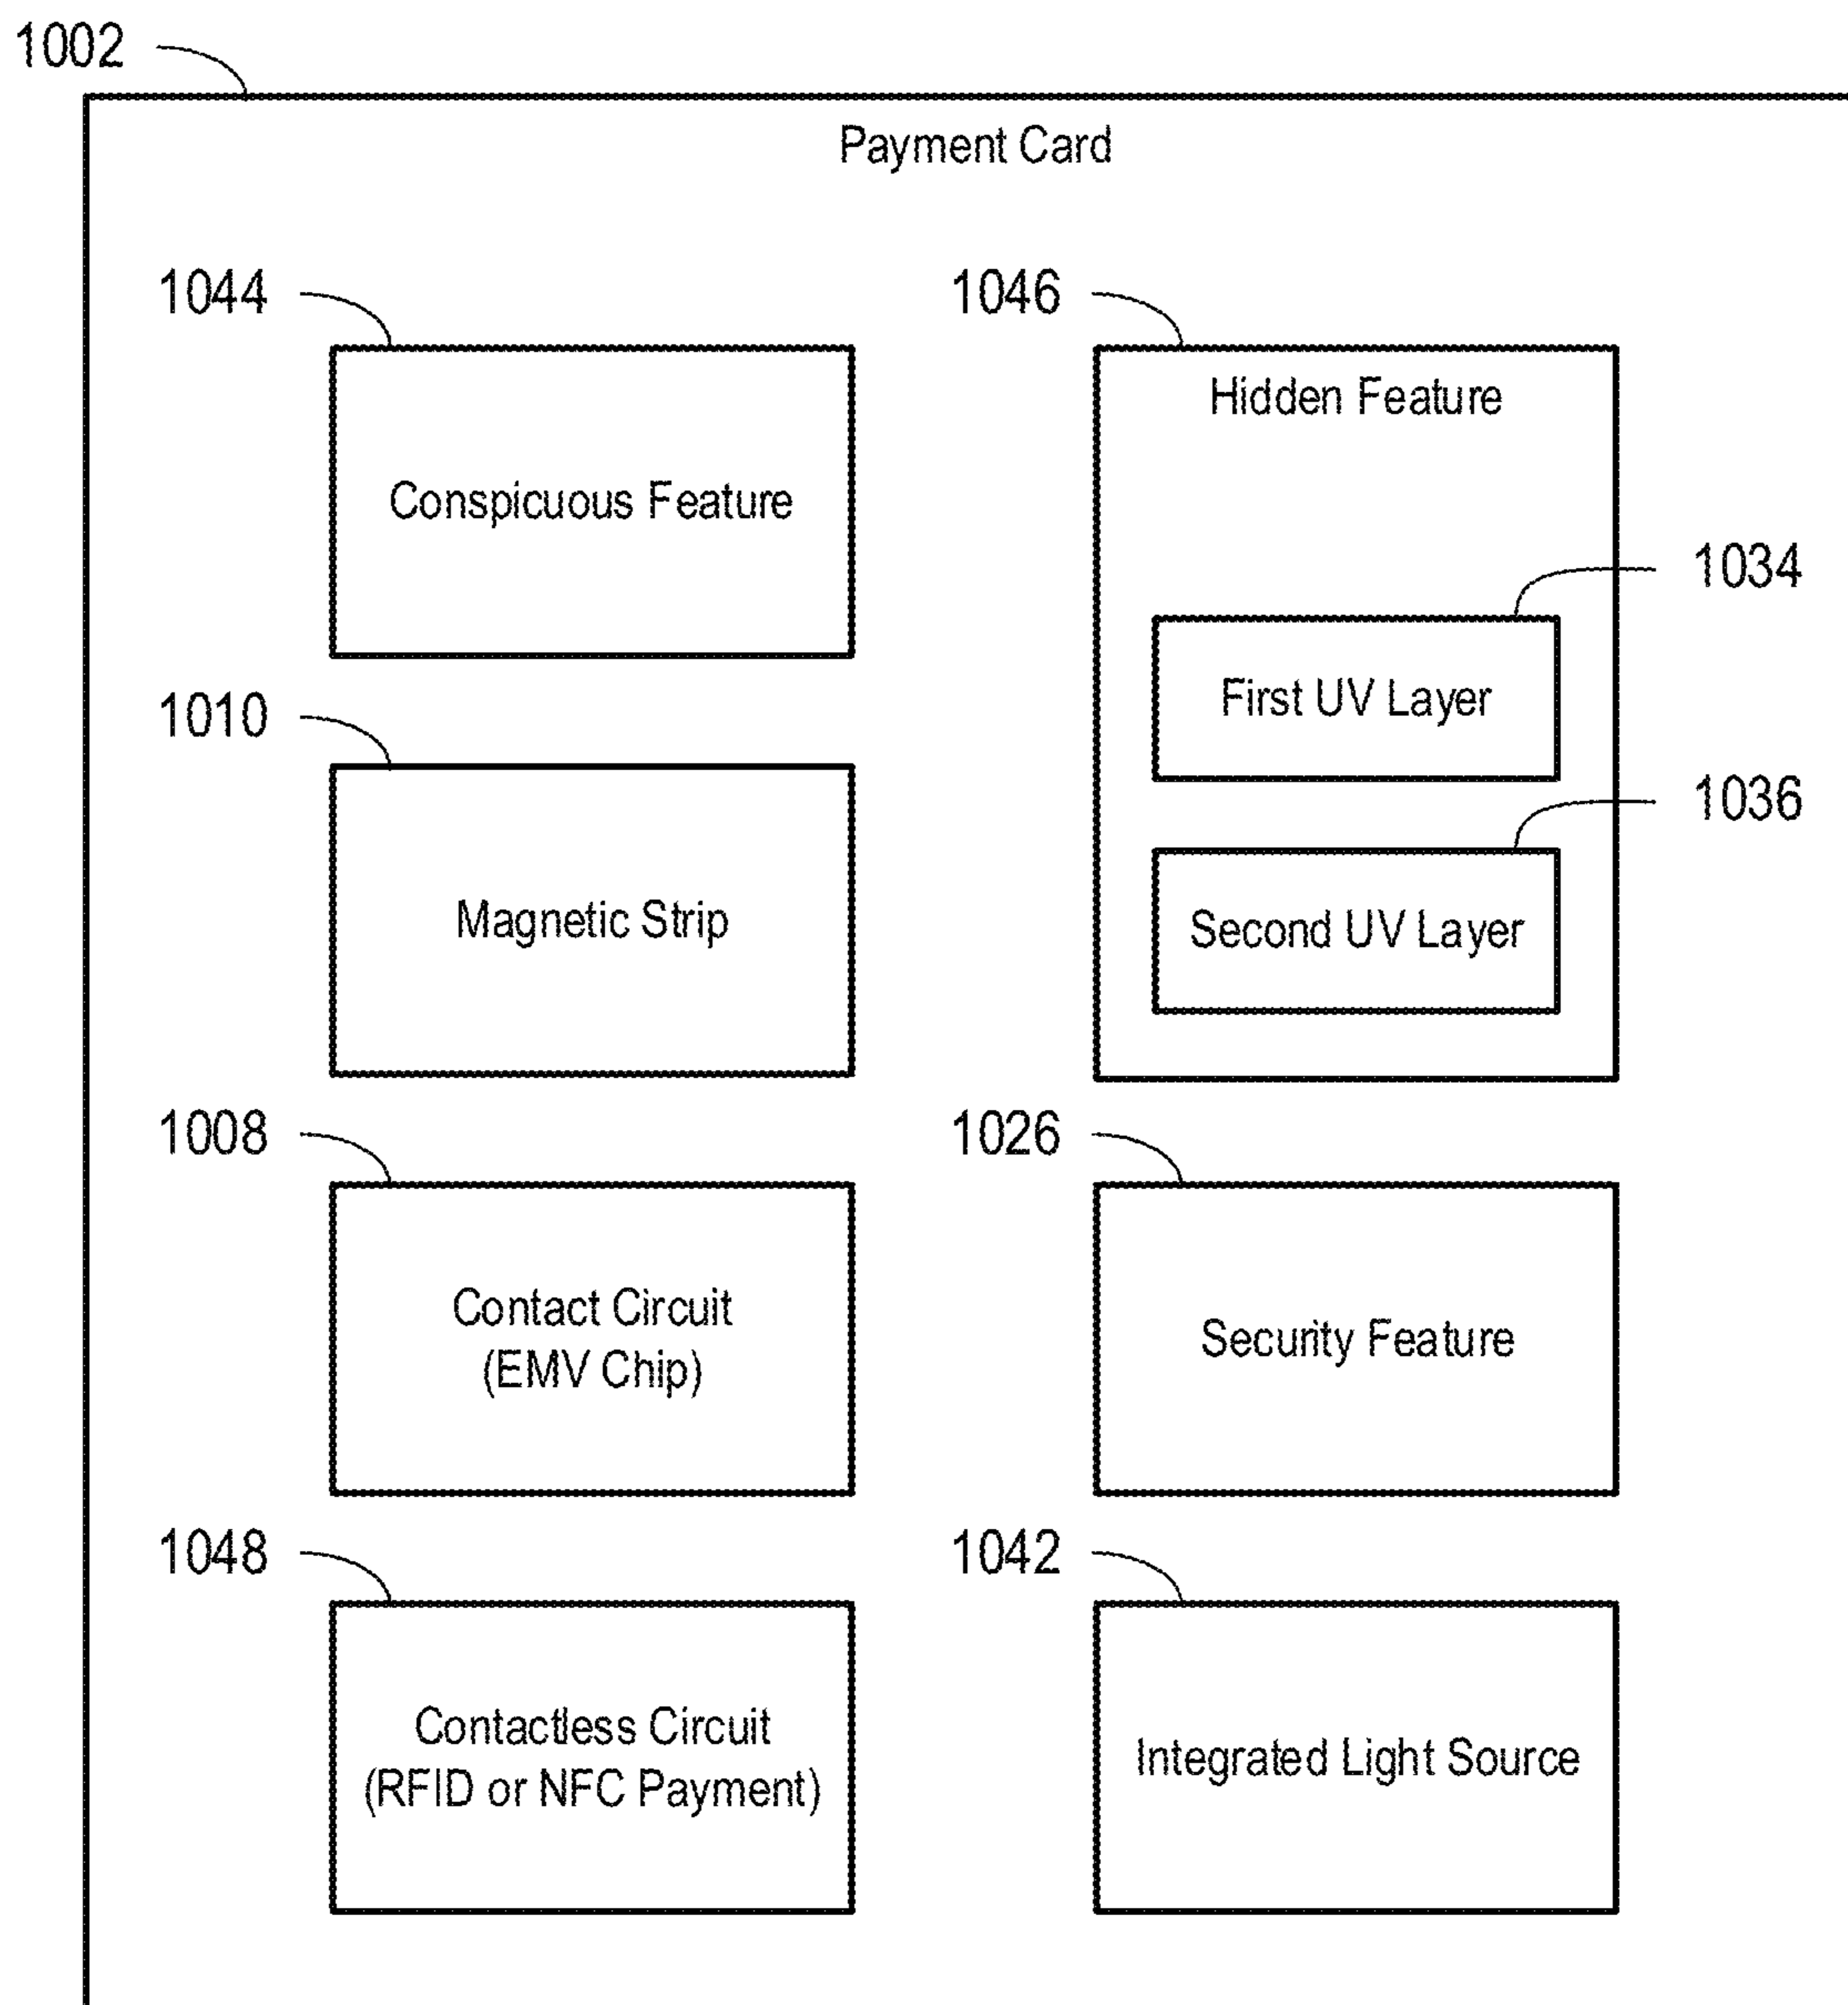 1002
Payment Card
1044
Conspicuous Feature
1046
Hidden Feature
1034
First UV Layer
1036
Second UV Layer
1010
Magnetic Strip
1008
Contact Circuit
(EMV Chip)
1026
Security Feature
1048
Contactless Circuit
(RFID or NFC Payment)
1042
Integrated Light Source